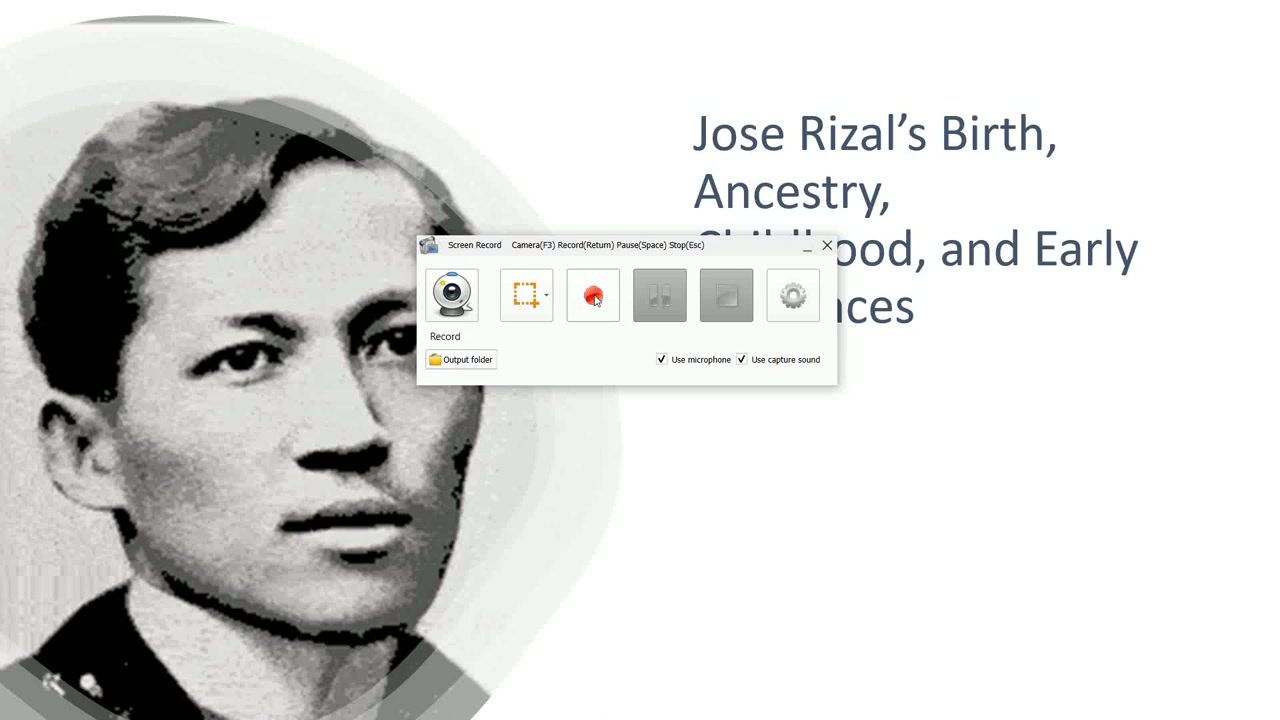 Jose Rizal’s Birth,
Ancestry,
ood, and Early
nces
Screen Record Camera(F3) Record(Return) Pause(Space) Stop(Esc)
Record
Output folder
Use microphone
Use capture sound